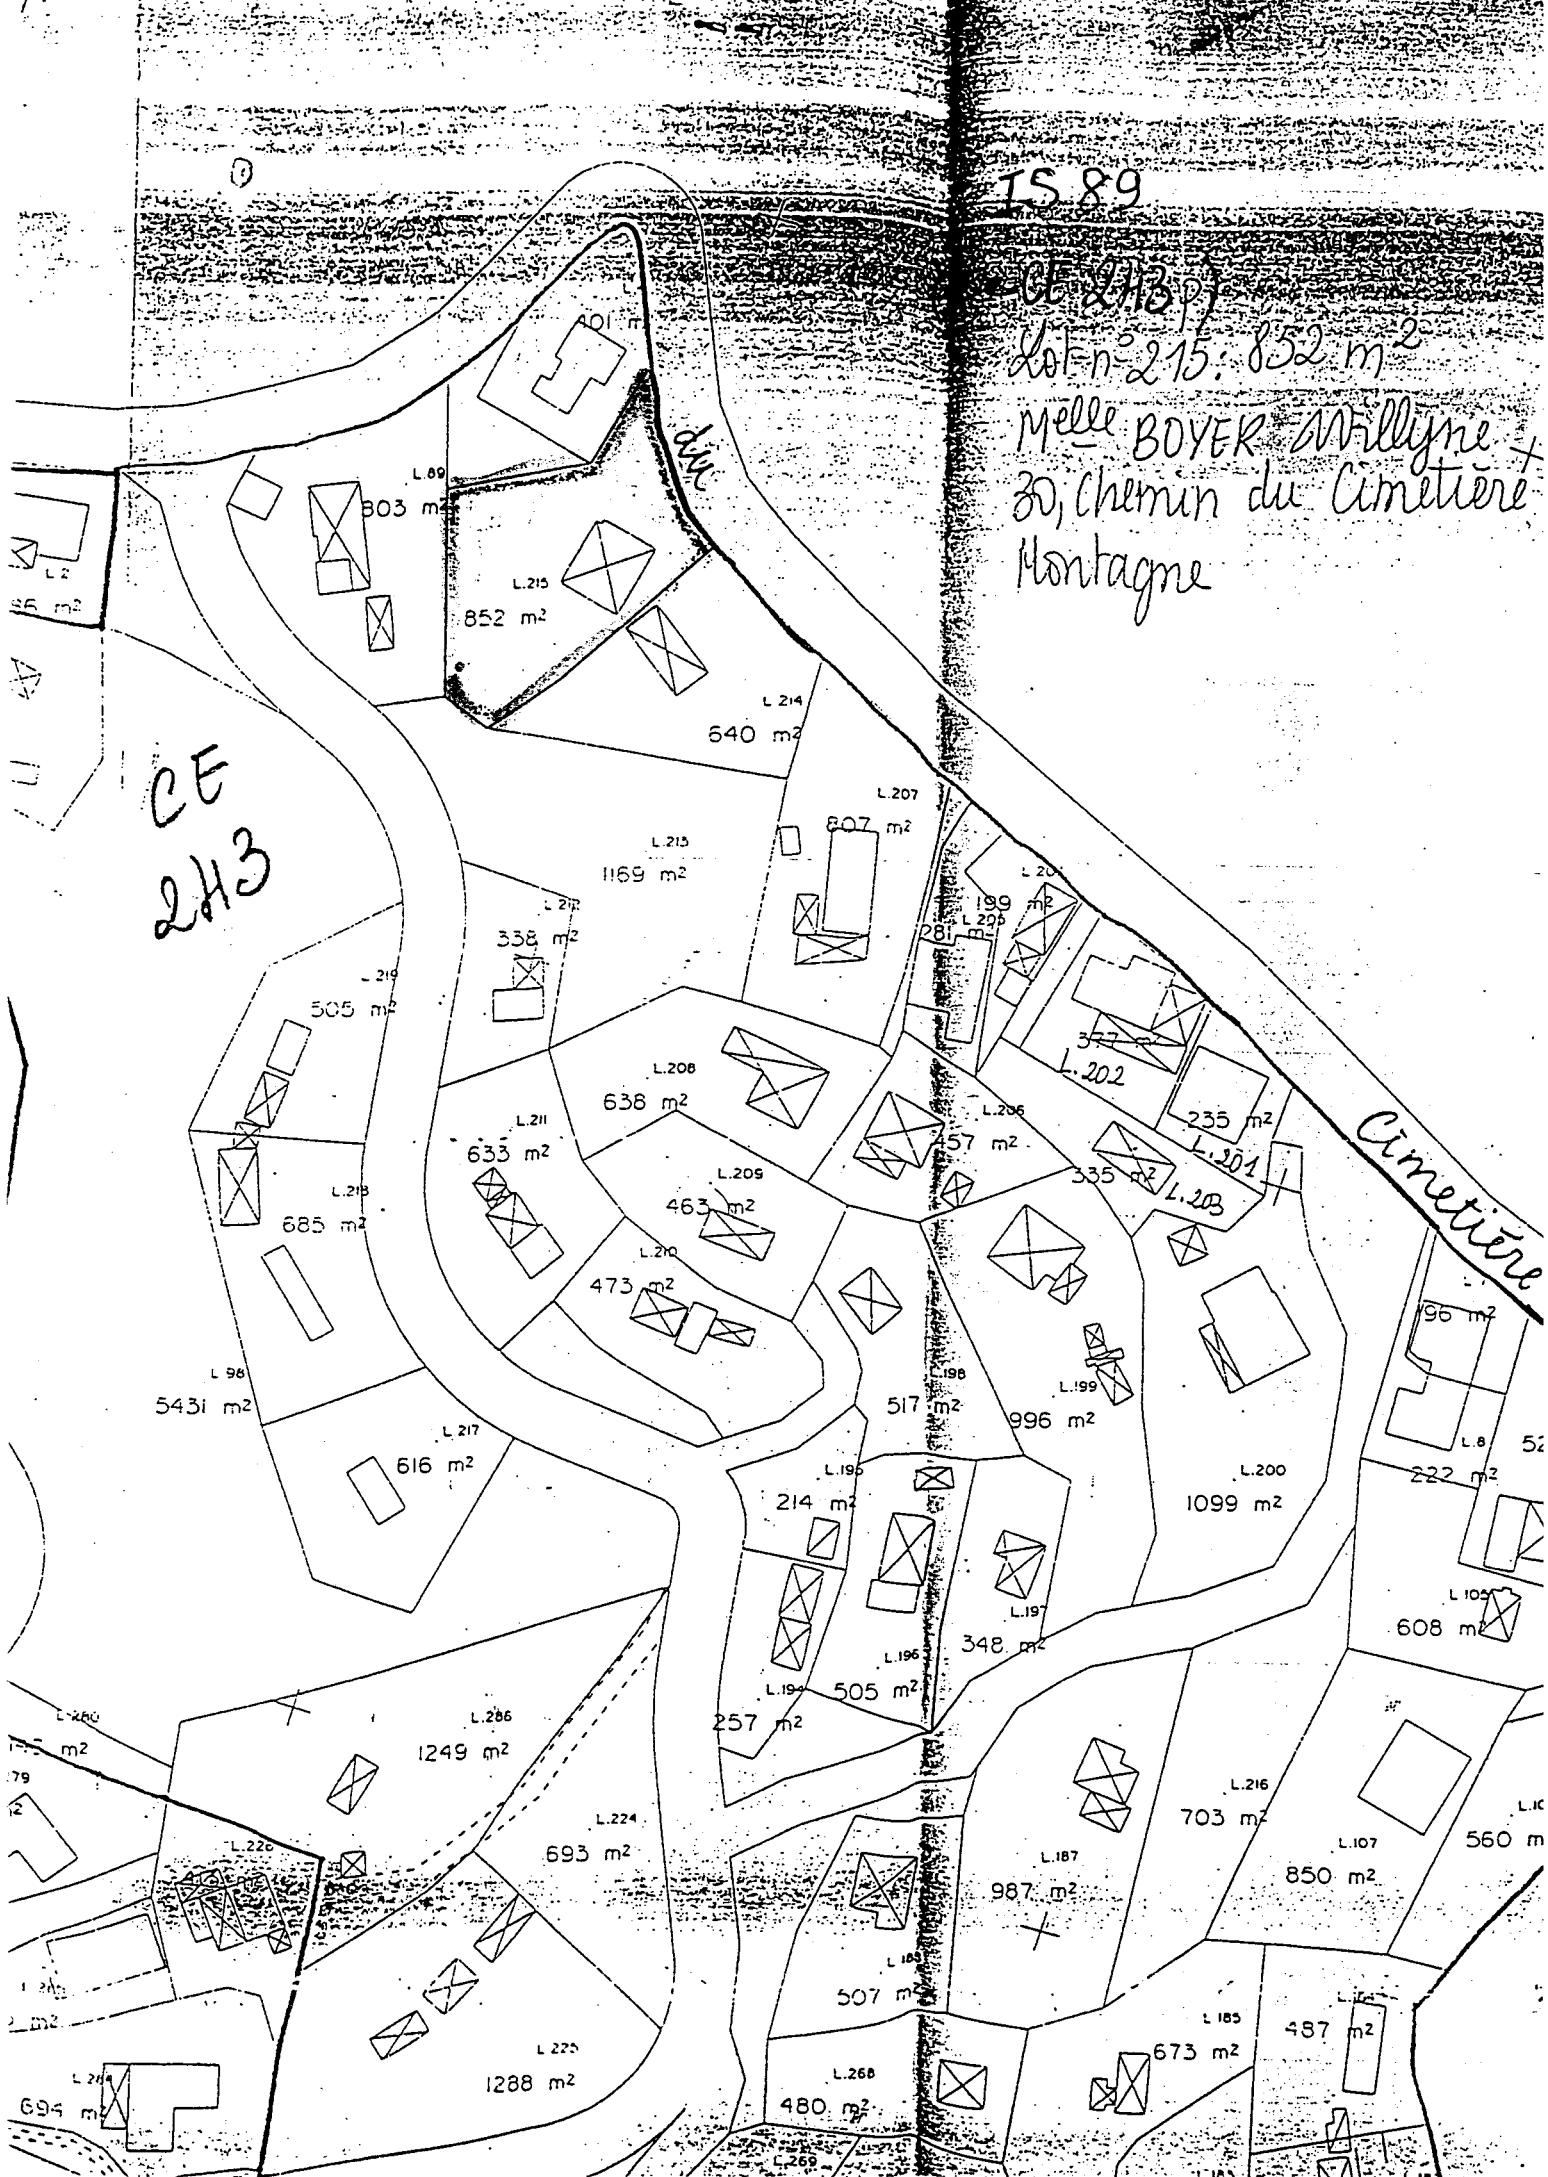 IS 89
CE 2H3 p)
Lot n° 215: 852 m²
Melle BOYER Willyne
30, Chemin du Cimetière
Montagne
du
L.89
803 m²
L.2
L.215
852 m²
L.214
640 m²
CE
2H3
L.207
807 m²
L.213
1169 m²
L.212
338 m²
199 m²
L.205
L.219
505 m²
377 m²
L.202
L.208
638 m²
L.206
457 m²
235 m²
L.201
L.211
633 m²
335 m²
L.203
Cimetière
L.209
463 m²
L.218
685 m²
L.210
473 m²
96 m²
L.98
5431 m²
L.198
517 m²
L.199
996 m²
L.217
616 m²
L.8
222 m²
L.195
214 m²
L.200
1099 m²
L.105
608 m²
L.197
348 m²
L.196
505 m²
L.194
257 m²
L.280
L.286
1249 m²
L.216
703 m²
L.224
693 m²
L.107
850 m²
560 m
L.226
L.187
987 m²
507 m²
L.185
673 m²
487 m²
L.225
1288 m²
L.268
480 m²
694 m²
L.269